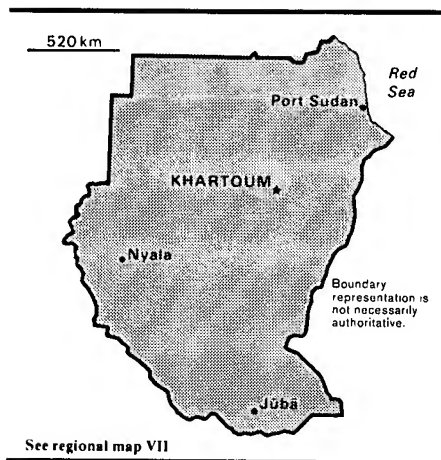 520 km
Red
Sea
Port Sudan
KHARTOUM
Nyala
Boundary
representation is
not necessarily
authoritative.
Jūbā
See regional map VII